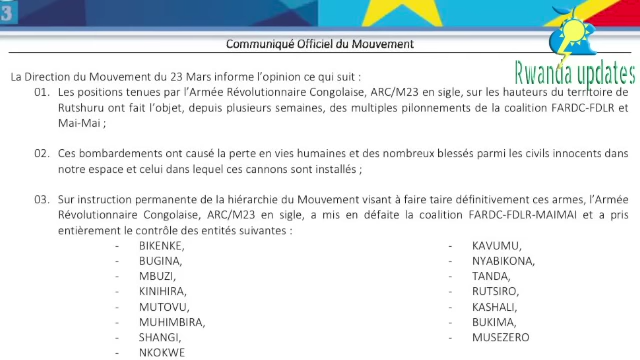 3
Communiqué Officiel du Mouvement
Rwanda updates
La Direction du Mouvement du 23 Mars informe l'opinion ce qui suit :
01. Les positions tenues par l'Armée Révolutionnaire Congolaise, ARC/M23 en sigle, sur les hauteurs du territoire de
Rutshuru ont fait l'objet, depuis plusieurs semaines, des multiples pilonnements de la coalition FARDC-FDLR et
Mai-Mai ;
02. Ces bombardements ont causé la perte en vies humaines et des nombreux blessés parmi les civils innocents dans
notre espace et celui dans lequel ces cannons sont installés ;
03. Sur instruction permanente de la hiérarchie du Mouvement visant à faire taire définitivement ces armes, l'Armée
Révolutionnaire Congolaise, ARC/M23 en sigle, a mis en défaite la coalition FARDC-FDLR-MAIMAI et a pris
entièrement le contrôle des entités suivantes :
- BIKENKE,
- BUGINA,
- MBUZI,
- KINIHIRA,
- MUTOVU,
- MUHIMBIRA,
- SHANGI,
- NKOKWE
- KAVUMU,
- NYABIKONA,
- TANDA,
- RUTSIRO,
- KASHALI,
- BUKIMA,
- MUSEZERO